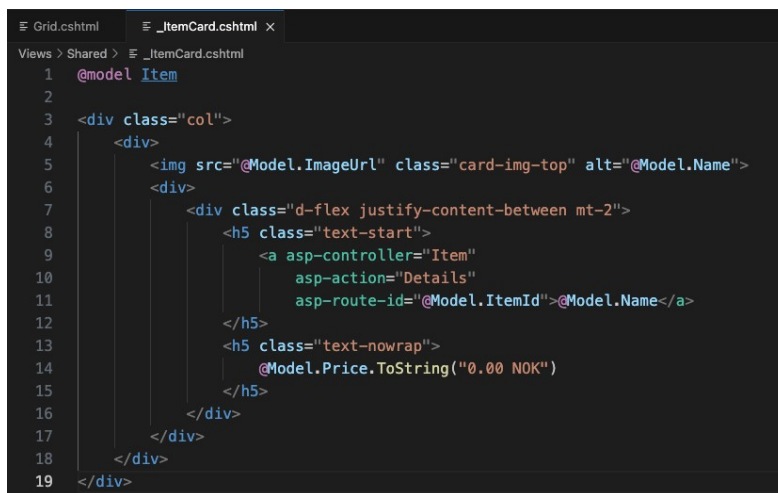 Grid.cshtml
_ItemCard.cshtml
Views > Shared > _ItemCard.cshtml
1 @model Item
2
3 <div class="col">
4     <div>
5         <img src="@Model.ImageUrl" class="card-img-top" alt="@Model.Name">
6         <div>
7             <div class="d-flex justify-content-between mt-2">
8                 <h5 class="text-start">
9                     <a asp-controller="Item"
10                         asp-action="Details"
11                         asp-route-id="@Model.ItemId">@Model.Name</a>
12                 </h5>
13                 <h5 class="text-nowrap">
14                     @Model.Price.ToString("0.00 NOK")
15                 </h5>
16             </div>
17         </div>
18     </div>
19 </div>